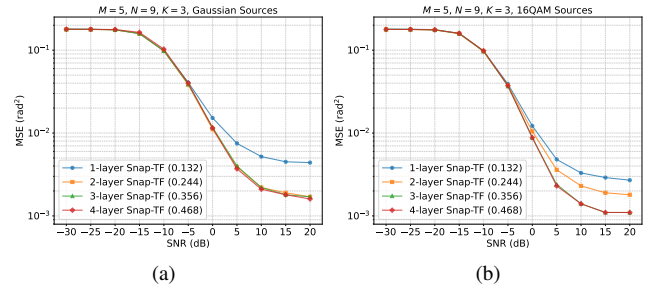 M = 5, N = 9, K = 3, Gaussian Sources
10⁻¹
10⁻²
10⁻³
MSE (rad²)
1-layer Snap-TF (0.132)
2-layer Snap-TF (0.244)
3-layer Snap-TF (0.356)
4-layer Snap-TF (0.468)
−30 −25 −20 −15 −10 −5 0 5 10 15 20
SNR (dB)
(a)
M = 5, N = 9, K = 3, 16QAM Sources
10⁻¹
10⁻²
10⁻³
MSE (rad²)
1-layer Snap-TF (0.132)
2-layer Snap-TF (0.244)
3-layer Snap-TF (0.356)
4-layer Snap-TF (0.468)
−30 −25 −20 −15 −10 −5 0 5 10 15 20
SNR (dB)
(b)